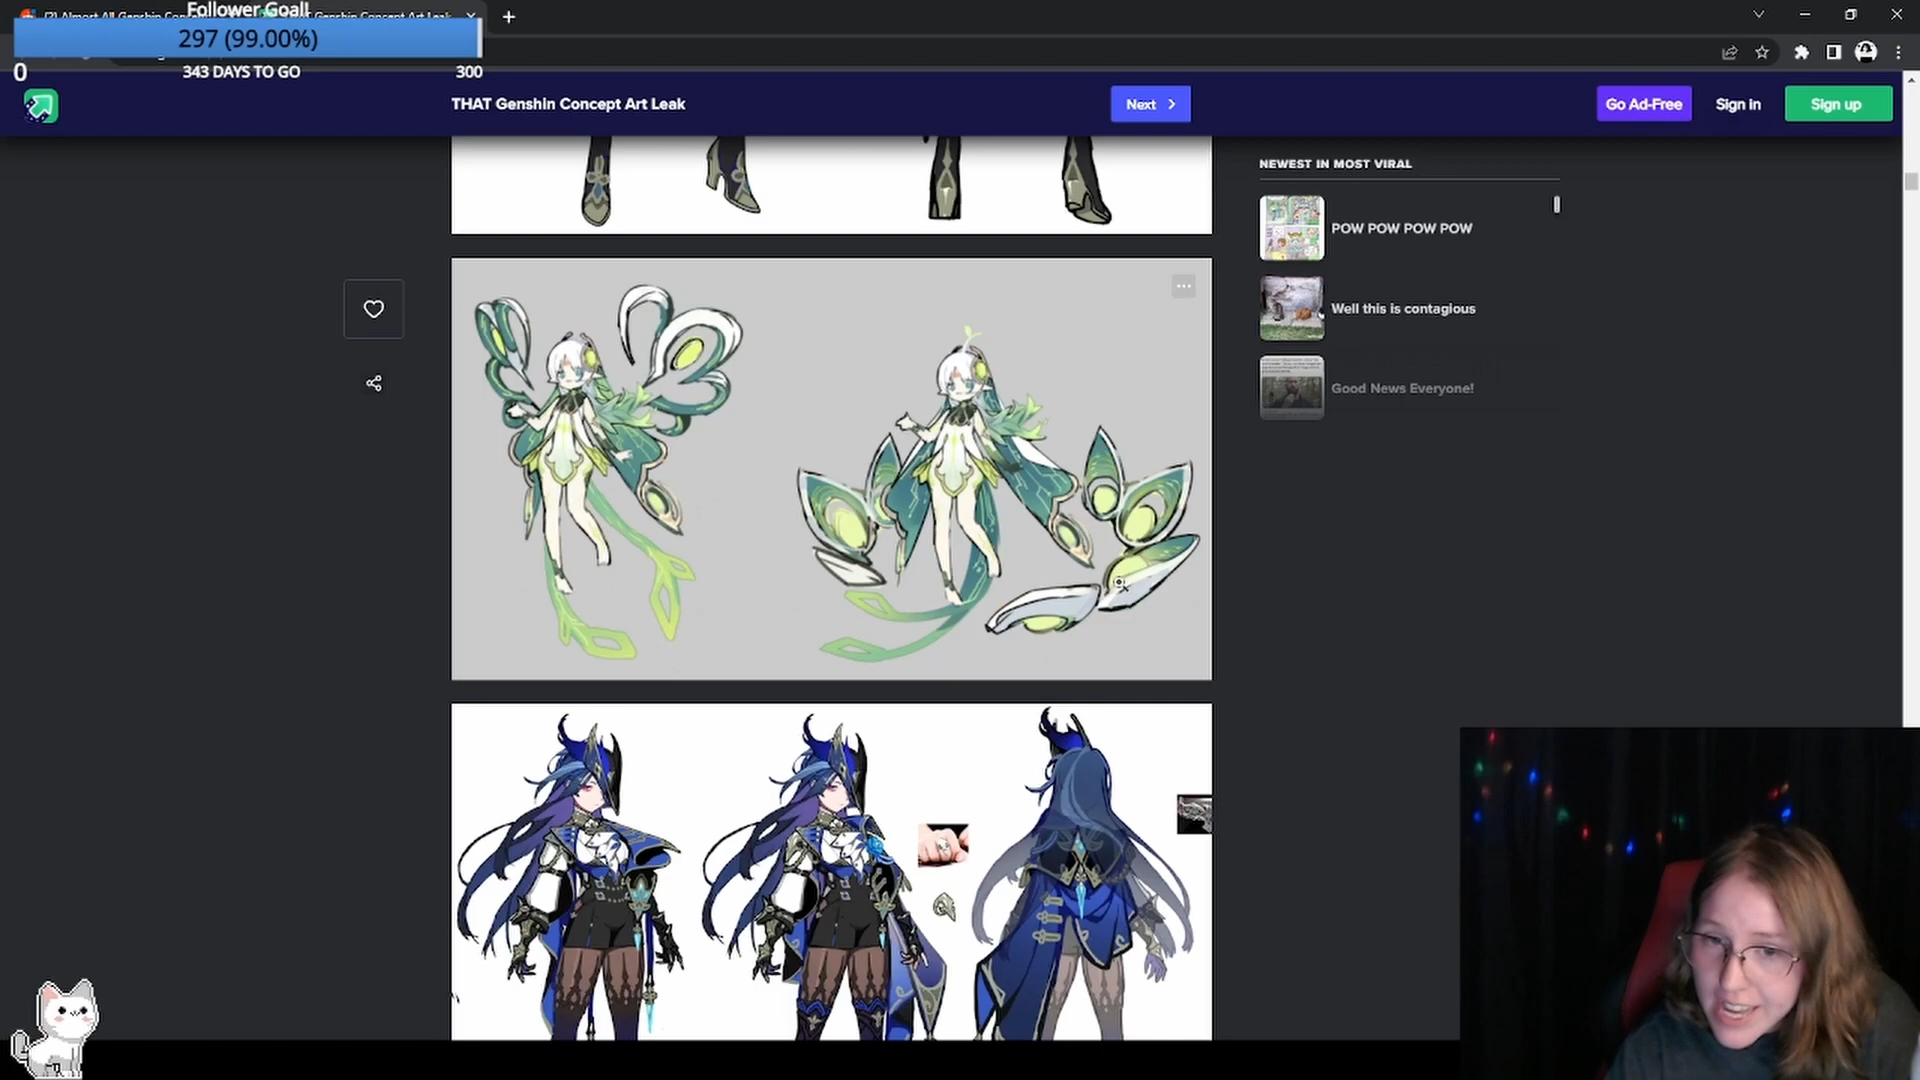 Follower Goal!
297 (99.00%)
0
343 DAYS TO GO
300
THAT Genshin Concept Art Leak
Next
Go Ad-Free
Sign in
Sign up
NEWEST IN MOST VIRAL
POW POW POW POW
Well this is contagious
Good News Everyone!